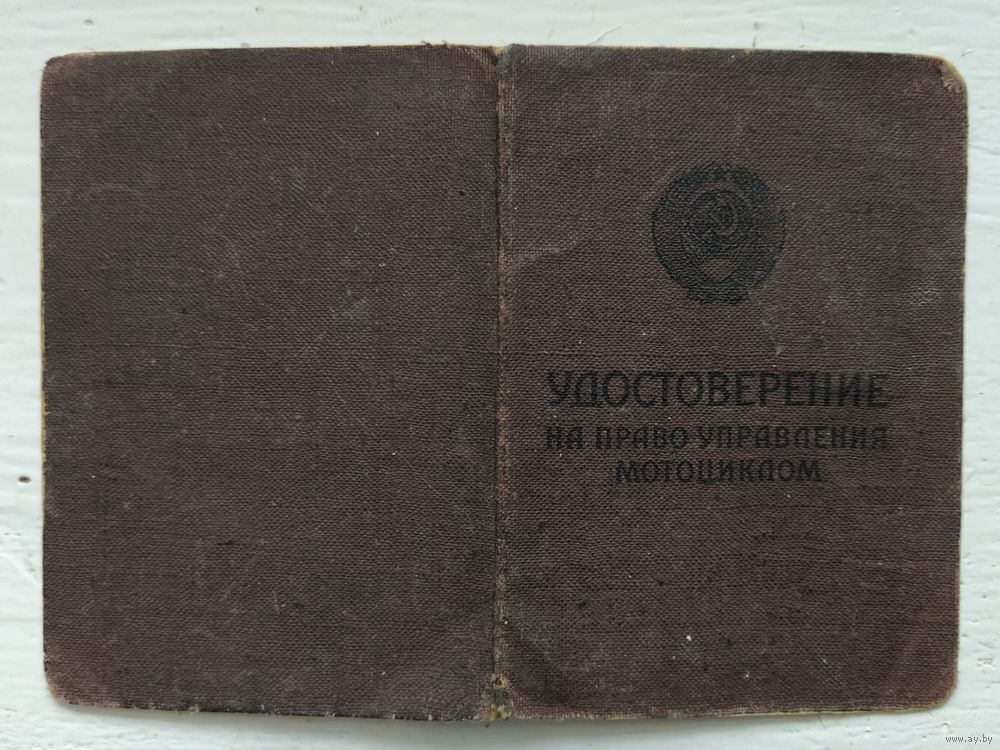 УДОСТОВЕРЕНИЕ
НА ПРАВО УПРАВЛЕНИЯ
МОТОЦИКЛОМ
www.ay.by